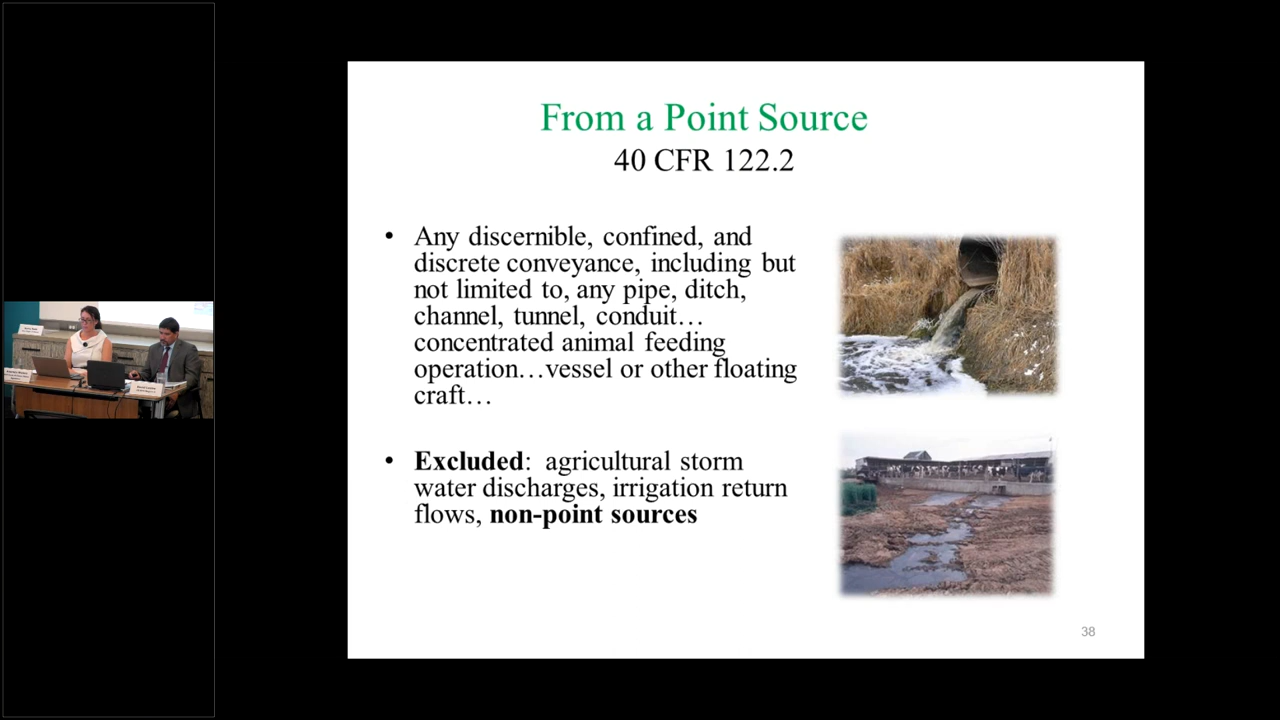 From a Point Source
40 CFR 122.2
• Any discernible, confined, and
discrete conveyance, including but
not limited to, any pipe, ditch,
channel, tunnel, conduit…
concentrated animal feeding
operation…vessel or other floating
craft…
• Excluded:  agricultural storm
water discharges, irrigation return
flows, non-point sources
38